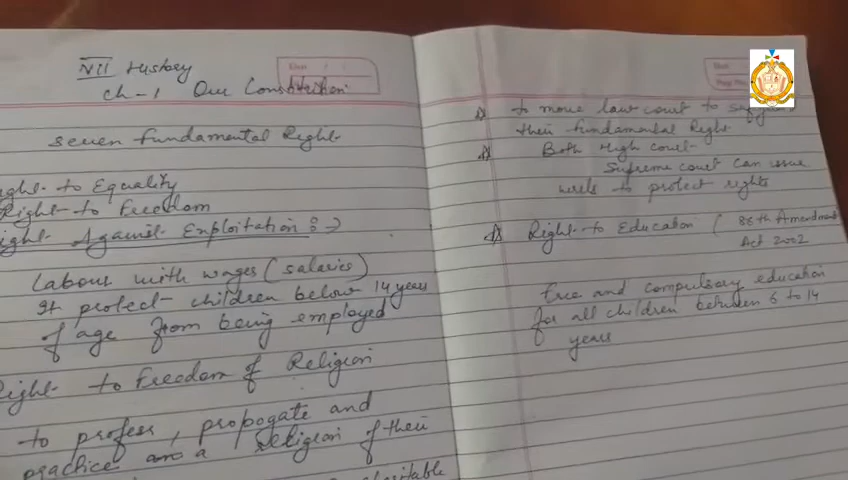 VII History
Ch-1 Our Constitution
seven fundamental Right
Right to Equality
Right to Freedom
Right Against Exploitation :->
Labour with wages (salaries)
It protect children below 14 years
of age from being employed
Right to Freedom of Religion
to profess, propogate and
practice religion of their
charitable
to move law court to
their fundamental Right
Both High court
Supreme court can issue
writs to protect rights
Right to Education ( 86th Amendment
Act 2002
free and compulsory education
for all children between 6 to 14
years